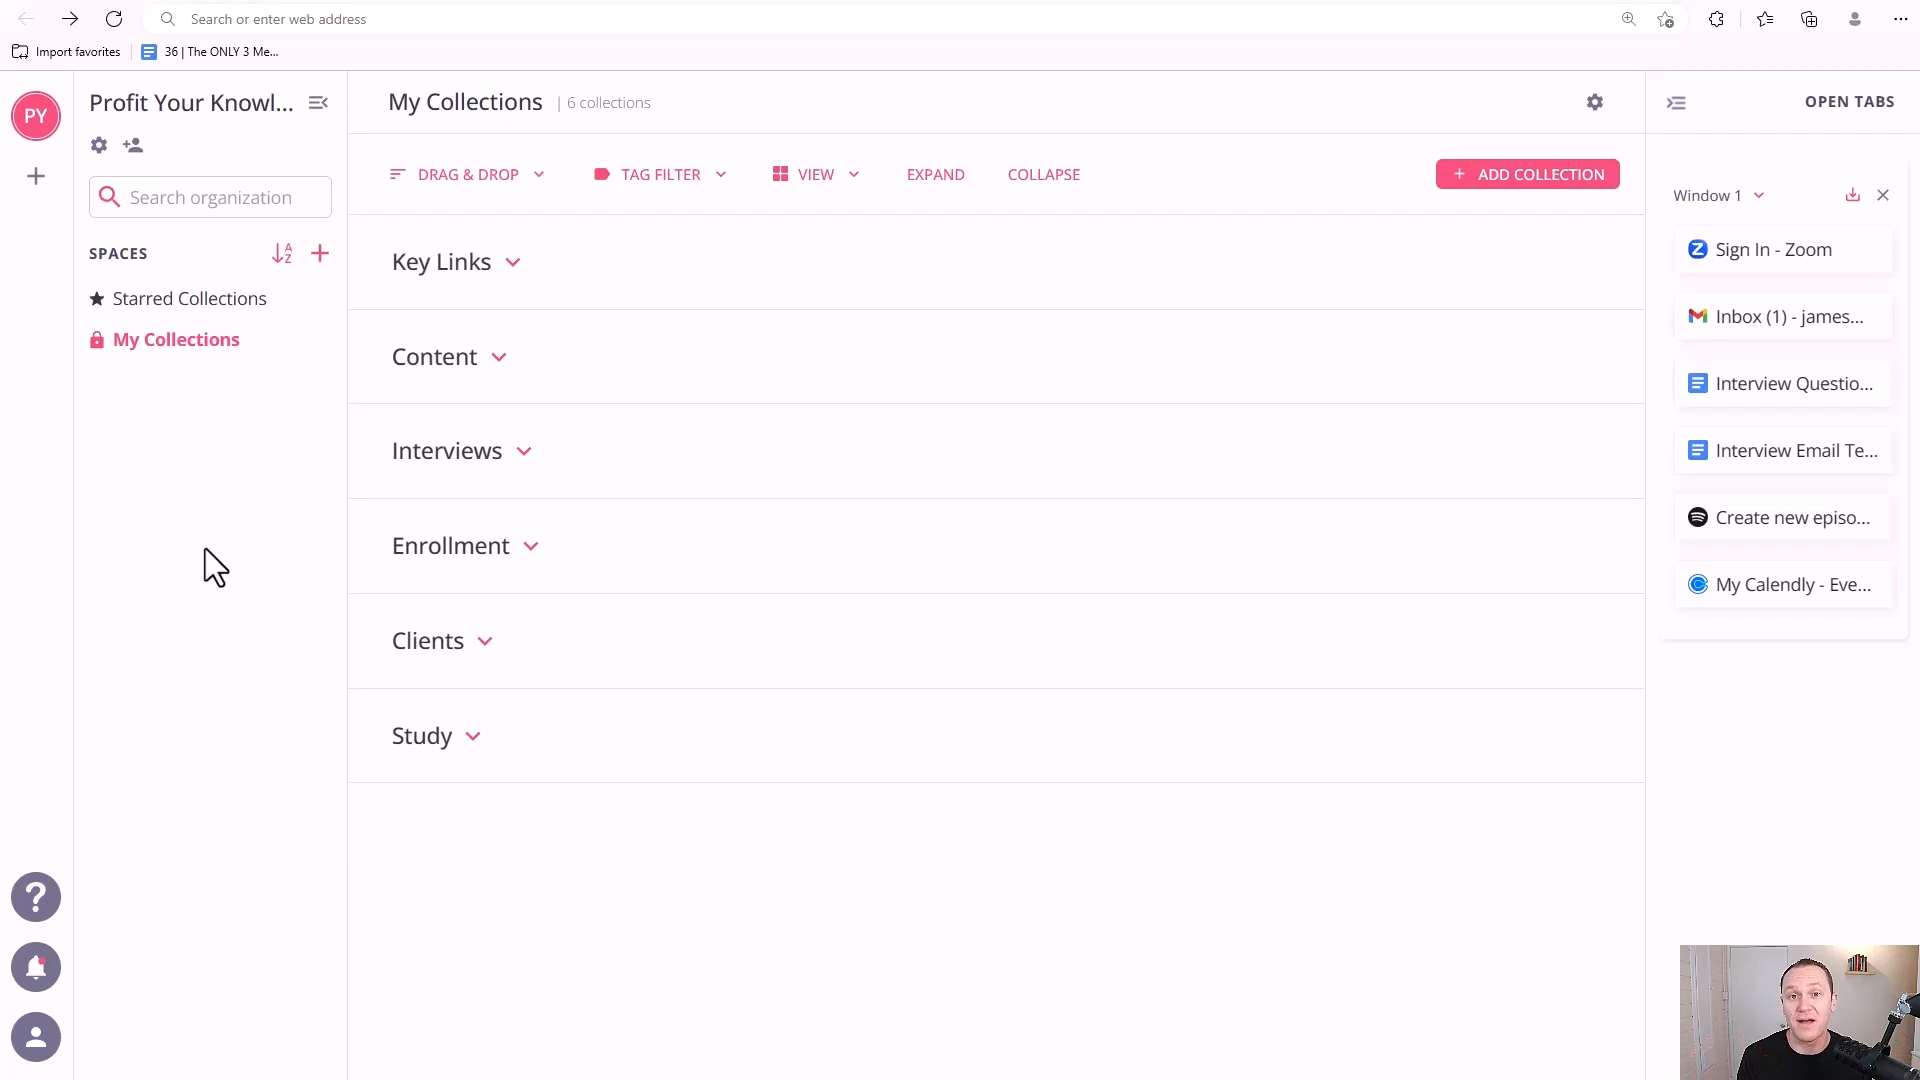 Search or enter web address
Import favorites
36 | The ONLY 3 Me...
PY
Profit Your Knowl...
Search organization
SPACES
A
Z
Starred Collections
My Collections
My Collections | 6 collections
DRAG & DROP
TAG FILTER
VIEW
EXPAND
COLLAPSE
+ ADD COLLECTION
Key Links
Content
Interviews
Enrollment
Clients
Study
OPEN TABS
Window 1
Sign In - Zoom
Inbox (1) - james...
Interview Questio...
Interview Email Te...
Create new episo...
My Calendly - Eve...